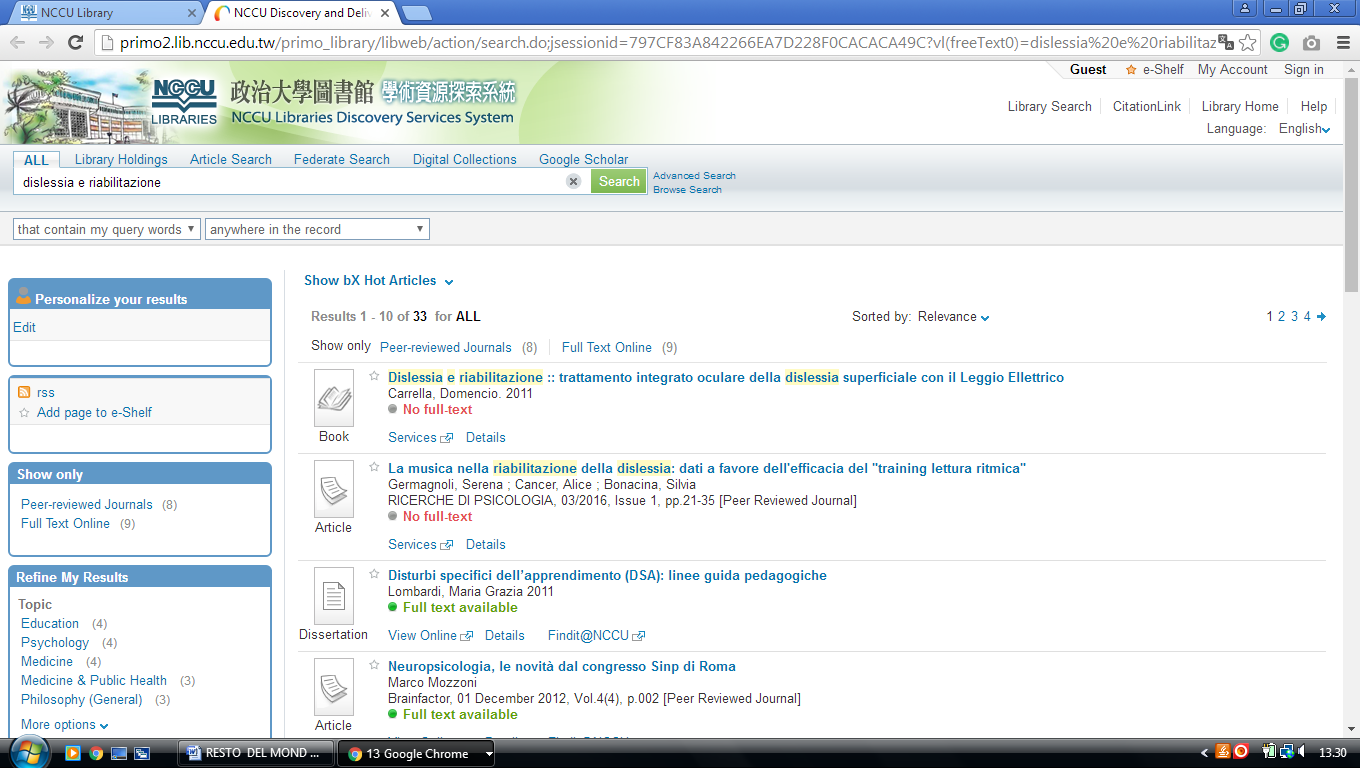 NCCU Library
NCCU Discovery and Deliv
primo2.lib.nccu.edu.tw/primo_library/libweb/action/search.do;jsessionid=797CF83A842266EA7D228F0CACACA49C?vl(freeText0)=dislessia%20e%20riabilitaz
Guest e-Shelf My Account Sign in
NCCU LIBRARIES
政治大學圖書館 學術資源探索系統
NCCU Libraries Discovery Services System
Library Search CitationLink Library Home Help
Language: English
ALL Library Holdings Article Search Federate Search Digital Collections Google Scholar
dislessia e riabilitazione
Search
Advanced Search
Browse Search
that contain my query words anywhere in the record
Personalize your results
Edit
rss
Add page to e-Shelf
Show only
Peer-reviewed Journals (8)
Full Text Online (9)
Refine My Results
Topic
Education (4)
Psychology (4)
Medicine (4)
Medicine & Public Health (3)
Philosophy (General) (3)
More options
Show bX Hot Articles
Results 1 - 10 of 33 for ALL
Sorted by: Relevance
1 2 3 4
Show only Peer-reviewed Journals (8) Full Text Online (9)
Book
Dislessia e riabilitazione :: trattamento integrato oculare della dislessia superficiale con il Leggio Ellettrico
Carrella, Domencio. 2011
No full-text
Services Details
Article
La musica nella riabilitazione della dislessia: dati a favore dell'efficacia del "training lettura ritmica"
Germagnoli, Serena ; Cancer, Alice ; Bonacina, Silvia
RICERCHE DI PSICOLOGIA, 03/2016, Issue 1, pp.21-35 [Peer Reviewed Journal]
No full-text
Services Details
Dissertation
Disturbi specifici dell'apprendimento (DSA): linee guida pedagogiche
Lombardi, Maria Grazia 2011
Full text available
View Online Details Findit@NCCU
Article
Neuropsicologia, le novità dal congresso Sinp di Roma
Marco Mozzoni
Brainfactor, 01 December 2012, Vol.4(4), p.002 [Peer Reviewed Journal]
Full text available
RESTO DEL MOND ...
13 Google Chrome
13.30